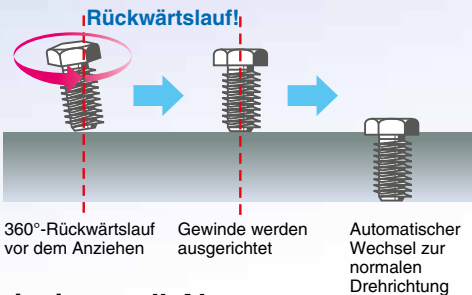 Rückwärtslauf!
360°-Rückwärtslauf
vor dem Anziehen
Gewinde werden
ausgerichtet
Automatischer
Wechsel zur
normalen
Drehrichtung